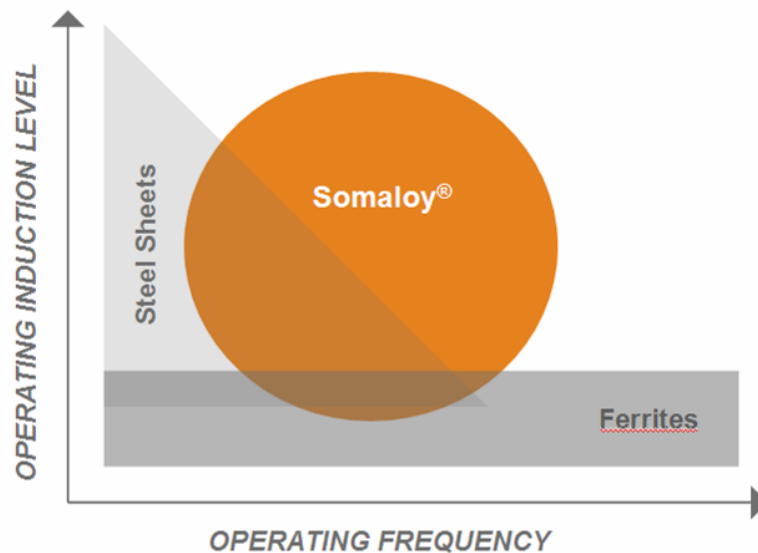 OPERATING INDUCTION LEVEL
Steel Sheets
Somaloy®
Ferrites
OPERATING FREQUENCY